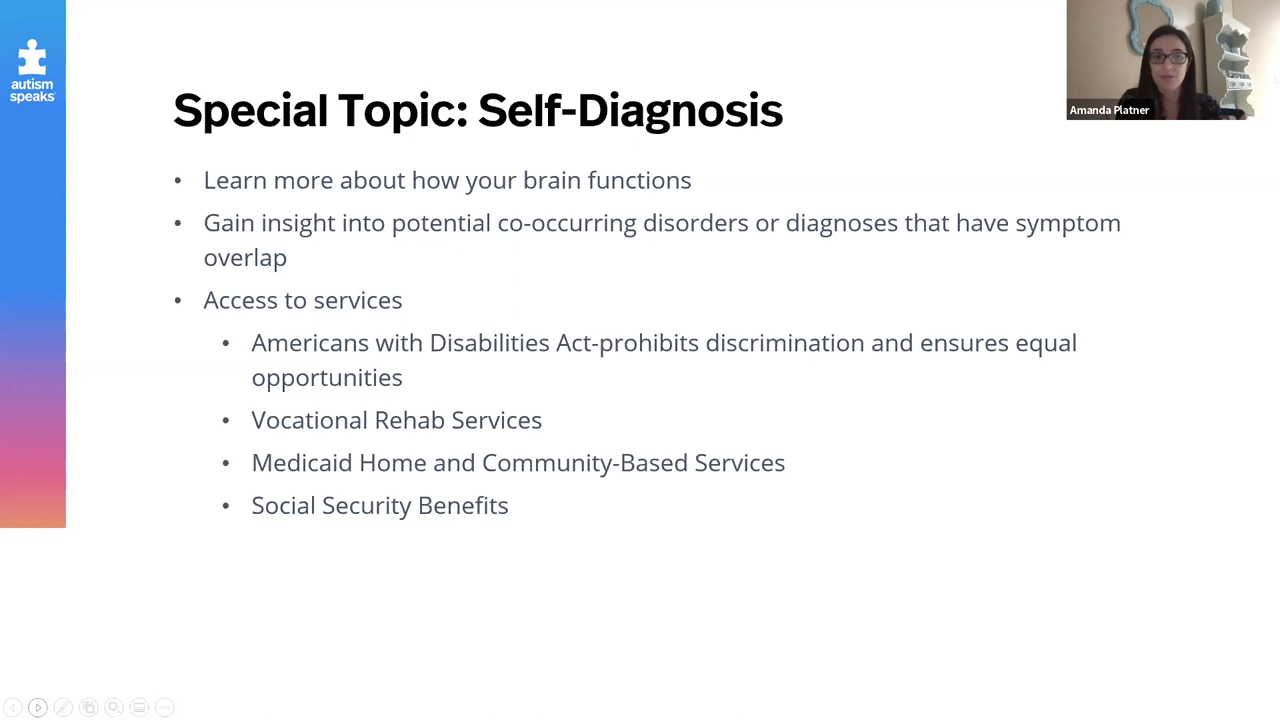 autism
speaks
Special Topic: Self-Diagnosis
Amanda Platner
• Learn more about how your brain functions
• Gain insight into potential co-occurring disorders or diagnoses that have symptom
overlap
• Access to services
• Americans with Disabilities Act-prohibits discrimination and ensures equal
opportunities
• Vocational Rehab Services
• Medicaid Home and Community-Based Services
• Social Security Benefits